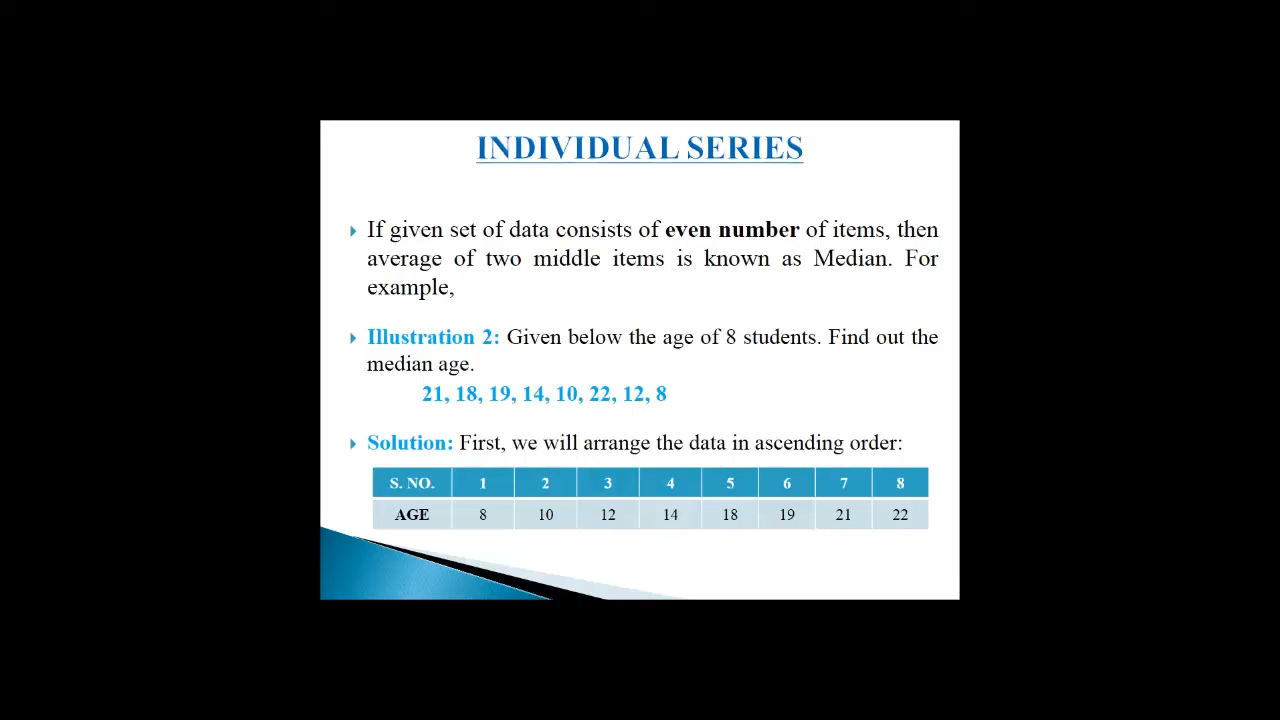 INDIVIDUAL SERIES
If given set of data consists of even number of items, then
average of two middle items is known as Median. For
example,
Illustration 2: Given below the age of 8 students. Find out the
median age.
21, 18, 19, 14, 10, 22, 12, 8
Solution: First, we will arrange the data in ascending order:
S. NO. 1 2 3 4 5 6 7 8
AGE 8 10 12 14 18 19 21 22